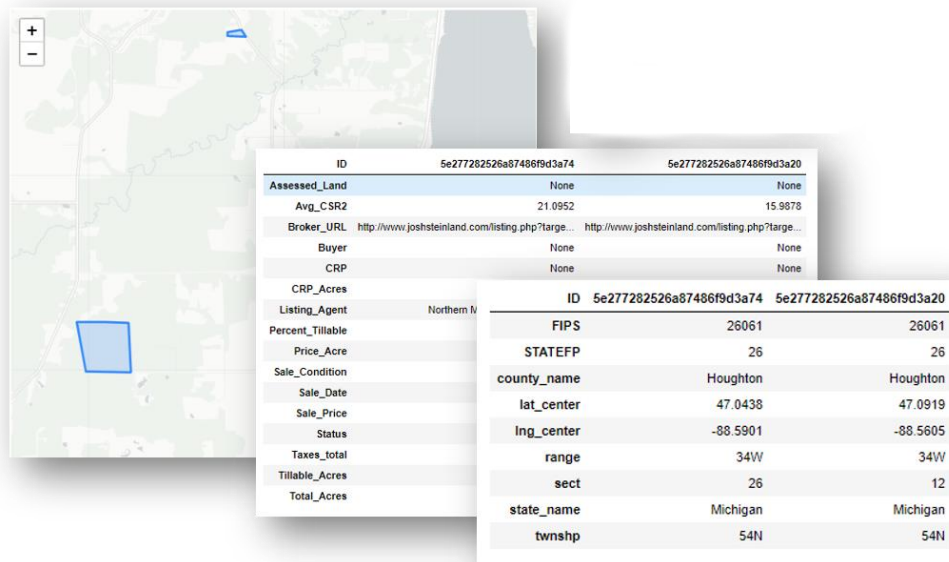 +
−
ID 5e277282526a87486f9d3a74 5e277282526a87486f9d3a20
Assessed_Land None None
Avg_CSR2 21.0952 15.9878
Broker_URL http://www.joshsteinland.com/listing.php?targe... http://www.joshsteinland.com/listing.php?targe...
Buyer None None
CRP None None
CRP_Acres
Listing_Agent Northern M
Percent_Tillable
Price_Acre
Sale_Condition
Sale_Date
Sale_Price
Status
Taxes_total
Tillable_Acres
Total_Acres
ID 5e277282526a87486f9d3a74 5e277282526a87486f9d3a20
FIPS 26061 26061
STATEFP 26 26
county_name Houghton Houghton
lat_center 47.0438 47.0919
lng_center -88.5901 -88.5605
range 34W 34W
sect 26 12
state_name Michigan Michigan
twnshp 54N 54N